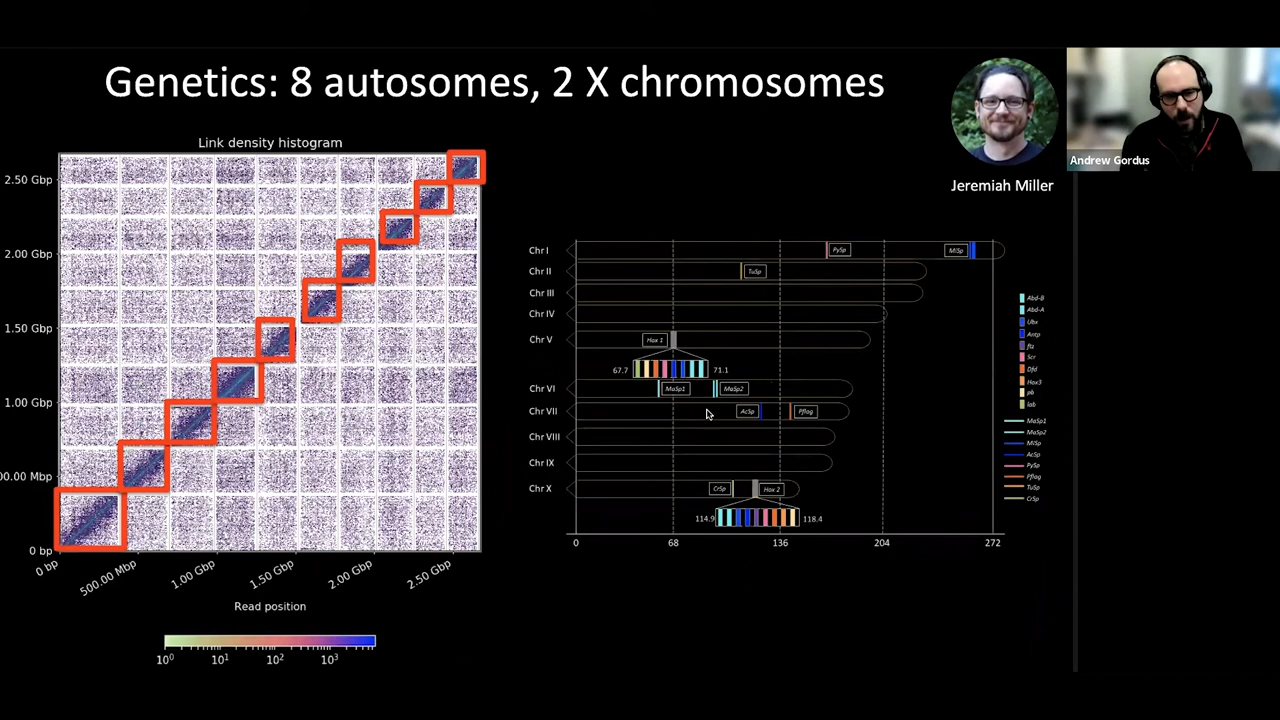 Genetics: 8 autosomes, 2 X chromosomes
Andrew Gordus
Jeremiah Miller
Link density histogram
2.50 Gbp
2.00 Gbp
1.50 Gbp
1.00 Gbp
00.00 Mbp
0 bp
0 bp
500.00 Mbp
1.00 Gbp
1.50 Gbp
2.00 Gbp
2.50 Gbp
Read position
10⁰ 10¹ 10² 10³
Chr I PySp MiSp
Chr II TuSp
Chr III
Chr IV
Chr V Hox 1
67.7 71.1
Chr VI MaSp1 MaSp2
Chr VII AcSp Pflag
Chr VIII
Chr IX
Chr X CrSp Hox 2
114.9 118.4
0 68 136 204 272
Abd-B
Abd-A
Ubx
Antp
ftz
Scr
Dfd
Hox3
pb
lab
MaSp1
MaSp2
MiSp
AcSp
PySp
Pflag
TuSp
CrSp